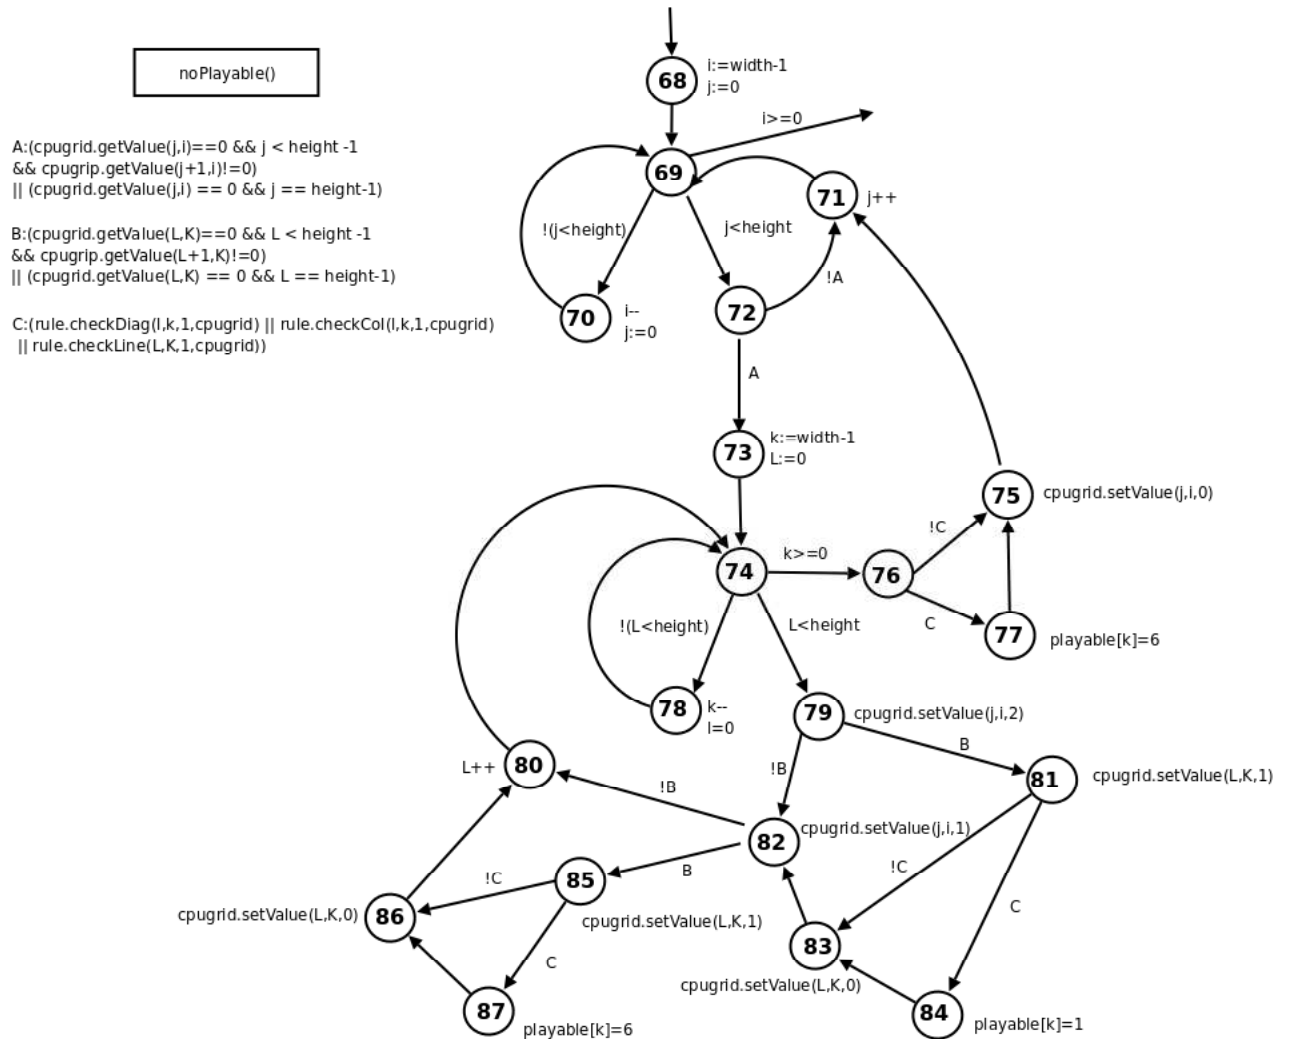 noPlayable()
A:(cpugrid.getValue(j,i)==0 && j < height -1
&& cpugrip.getValue(j+1,i)!=0)
|| (cpugrid.getValue(j,i) == 0 && j == height-1)
B:(cpugrid.getValue(L,K)==0 && L < height -1
&& cpugrip.getValue(L+1,K)!=0)
|| (cpugrid.getValue(L,K) == 0 && L == height-1)
C:(rule.checkDiag(l,k,1,cpugrid) || rule.checkCol(l,k,1,cpugrid)
|| rule.checkLine(L,K,1,cpugrid))
68
i:=width-1
j:=0
i>=0
69
71
j++
!(j<height)
j<height
!A
70
i--
j:=0
72
A
73
k:=width-1
L:=0
75
cpugrid.setValue(j,i,0)
!C
74
k>=0
76
C
77
playable[k]=6
!(L<height)
L<height
78
k--
l=0
79
cpugrid.setValue(j,i,2)
B
L++
80
!B
!B
81
cpugrid.setValue(L,K,1)
82
cpugrid.setValue(j,i,1)
!C
B
85
!C
cpugrid.setValue(L,K,1)
C
cpugrid.setValue(L,K,0)
86
83
cpugrid.setValue(L,K,0)
C
87
playable[k]=6
84
playable[k]=1